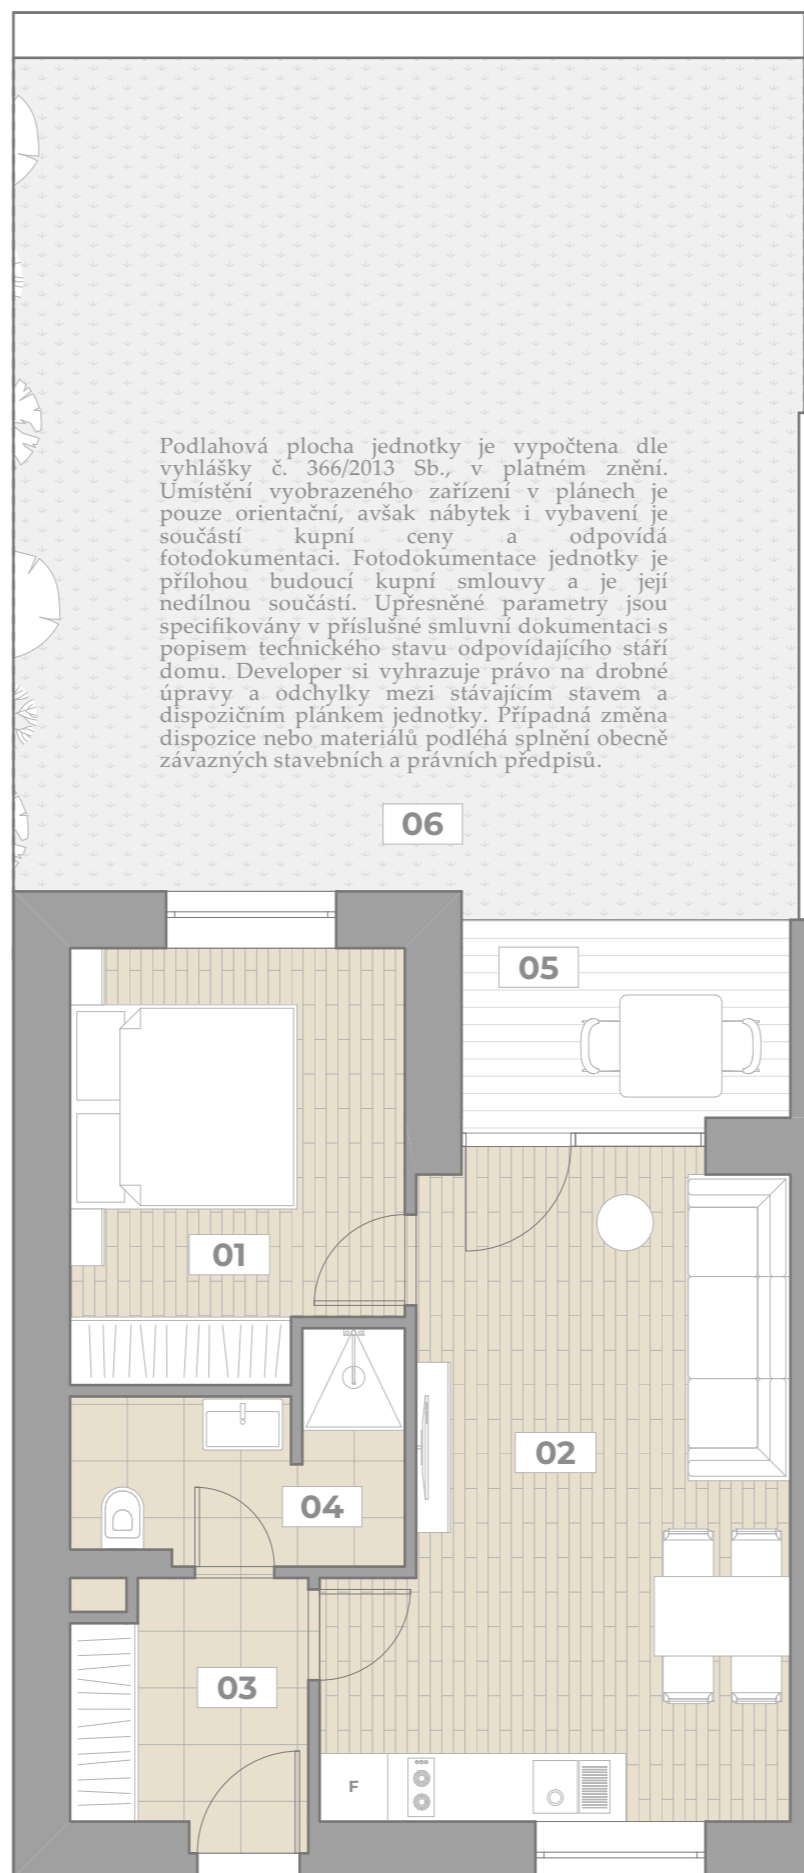 Podlahová plocha jednotky je vypočtena dle
vyhlášky č. 366/2013 Sb., v platném znění.
Umístění vyobrazeného zařízení v plánech je
pouze orientační, avšak nábytek i vybavení je
součástí kupní ceny a odpovídá
fotodokumentaci. Fotodokumentace jednotky je
přílohou budoucí kupní smlouvy a je její
nedílnou součástí. Upřesněné parametry jsou
specifikovány v příslušné smluvní dokumentaci s
popisem technického stavu odpovídajícího stáří
domu. Developer si vyhrazuje právo na drobné
úpravy a odchylky mezi stávajícím stavem a
dispozičním plánkem jednotky. Případná změna
dispozice nebo materiálů podléhá splnění obecně
závazných stavebních a právních předpisů.
06
05
01
02
04
03
F